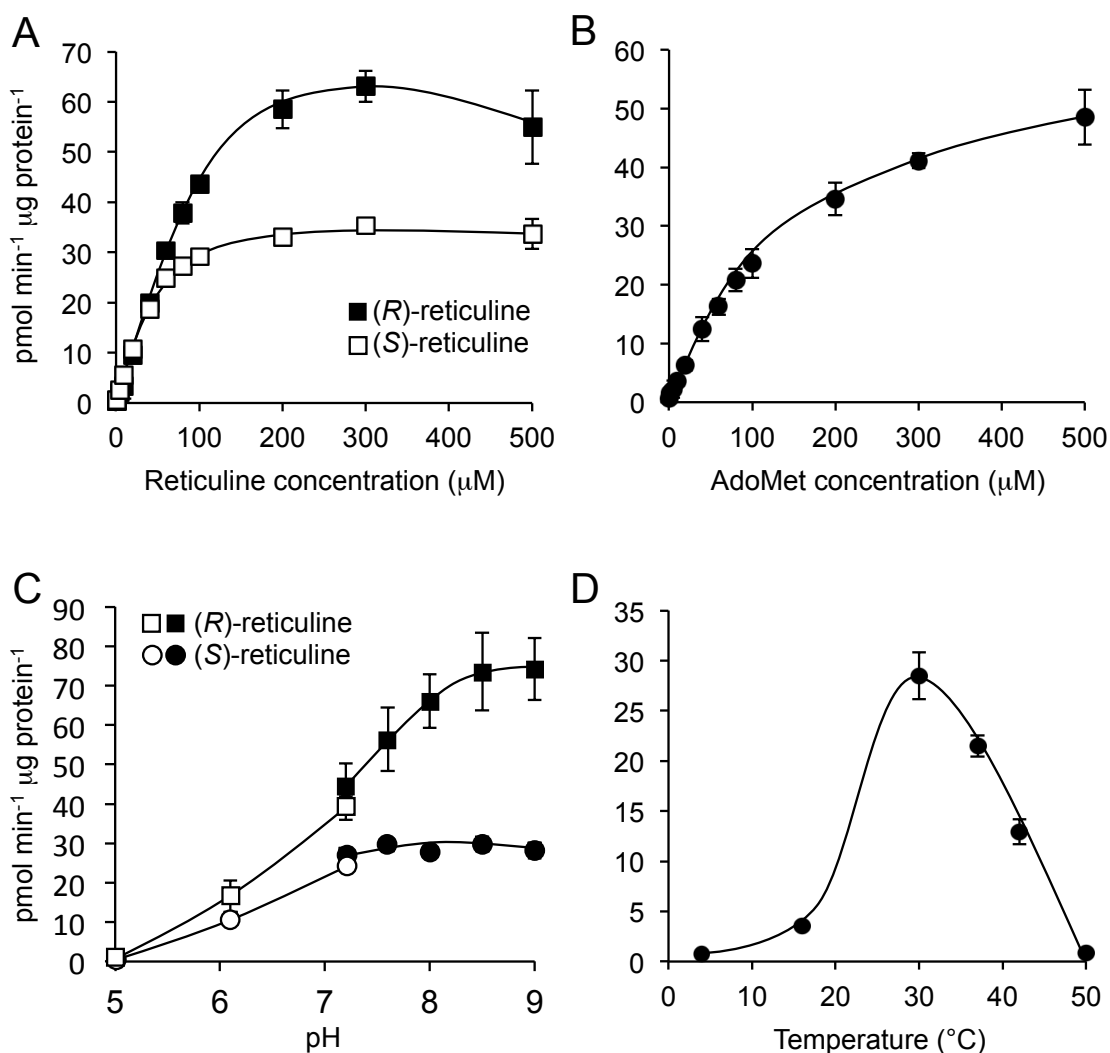 A
pmol min⁻¹ μg protein⁻¹
70
60
50
40
30
20
10
0
(R)-reticuline
(S)-reticuline
0 100 200 300 400 500
Reticuline concentration (μM)
B
60
50
40
30
20
10
0
0 100 200 300 400 500
AdoMet concentration (μM)
C
pmol min⁻¹ μg protein⁻¹
90
80
70
60
50
40
30
20
10
0
(R)-reticuline
(S)-reticuline
5 6 7 8 9
pH
D
35
30
25
20
15
10
5
0
0 10 20 30 40 50
Temperature (°C)